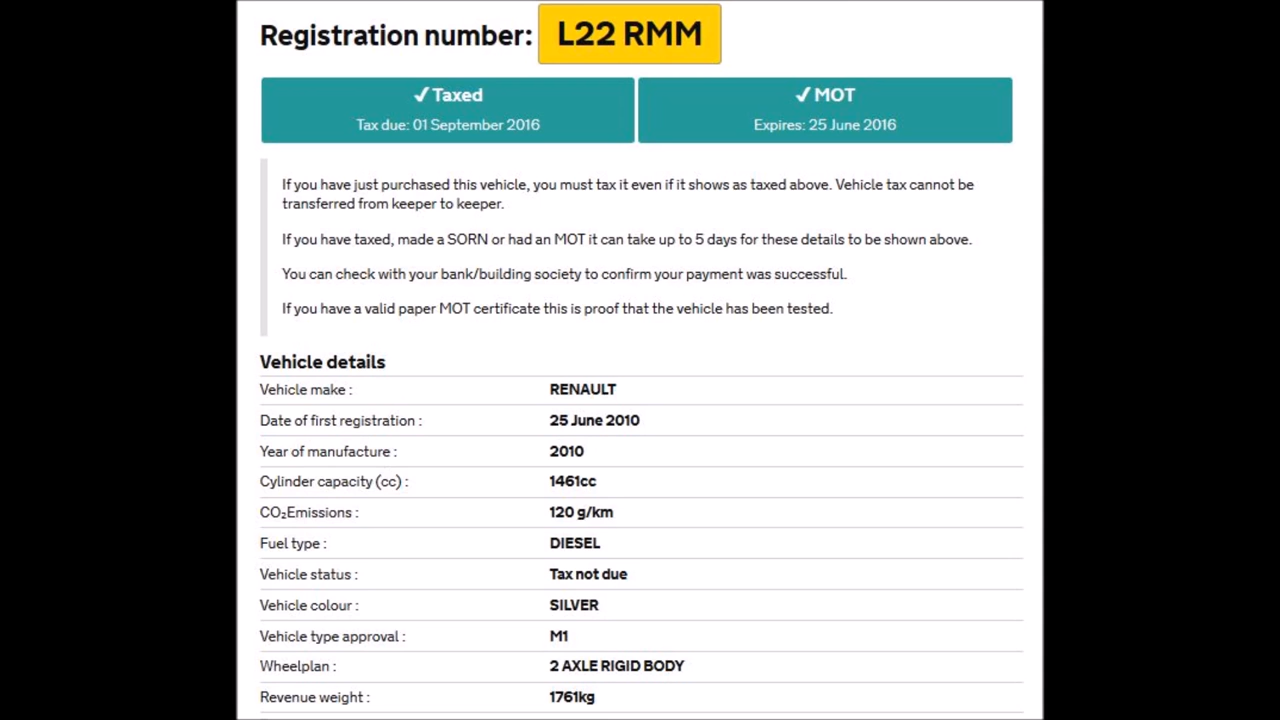 Registration number: L22 RMM
✓ Taxed
Tax due: 01 September 2016
✓ MOT
Expires: 25 June 2016
If you have just purchased this vehicle, you must tax it even if it shows as taxed above. Vehicle tax cannot be
transferred from keeper to keeper.
If you have taxed, made a SORN or had an MOT it can take up to 5 days for these details to be shown above.
You can check with your bank/building society to confirm your payment was successful.
If you have a valid paper MOT certificate this is proof that the vehicle has been tested.
Vehicle details
Vehicle make : RENAULT
Date of first registration : 25 June 2010
Year of manufacture : 2010
Cylinder capacity (cc) : 1461cc
CO₂Emissions : 120 g/km
Fuel type : DIESEL
Vehicle status : Tax not due
Vehicle colour : SILVER
Vehicle type approval : M1
Wheelplan : 2 AXLE RIGID BODY
Revenue weight : 1761kg